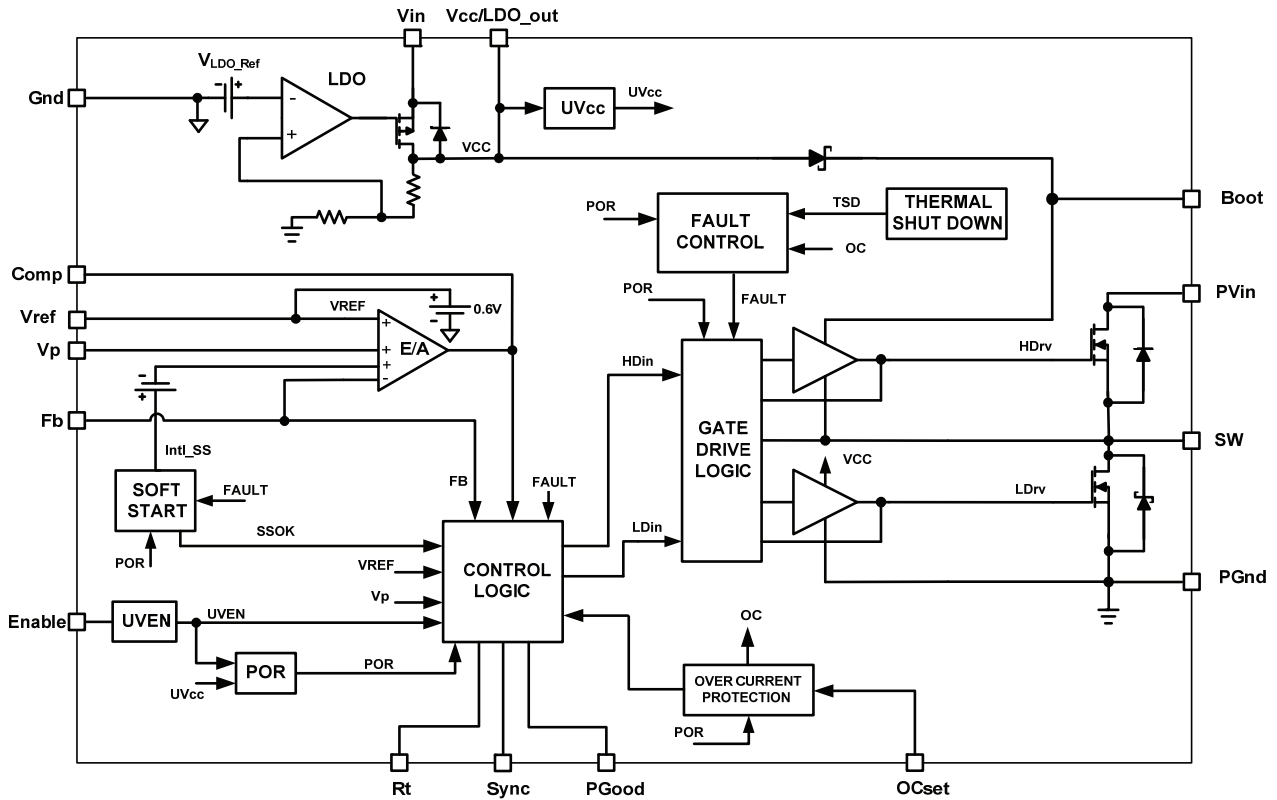 Vin
Vcc/LDO_out
VLDO_Ref
-
+
LDO
Gnd
-
+
UVcc
UVcc
VCC
Boot
POR
FAULT
CONTROL
TSD
THERMAL
SHUT DOWN
OC
Comp
Vref
VREF
+
-
0.6V
POR
FAULT
PVin
Vp
+
+
+
-
E/A
HDrv
HDin
-
+
Fb
GATE
DRIVE
LOGIC
SW
Intl_SS
VCC
SOFT
START
FAULT
FB
FAULT
LDrv
SSOK
LDin
POR
VREF
CONTROL
LOGIC
PGnd
Vp
Enable
UVEN
UVEN
OC
POR
POR
UVcc
OVER CURRENT
PROTECTION
POR
Rt
Sync
PGood
OCset